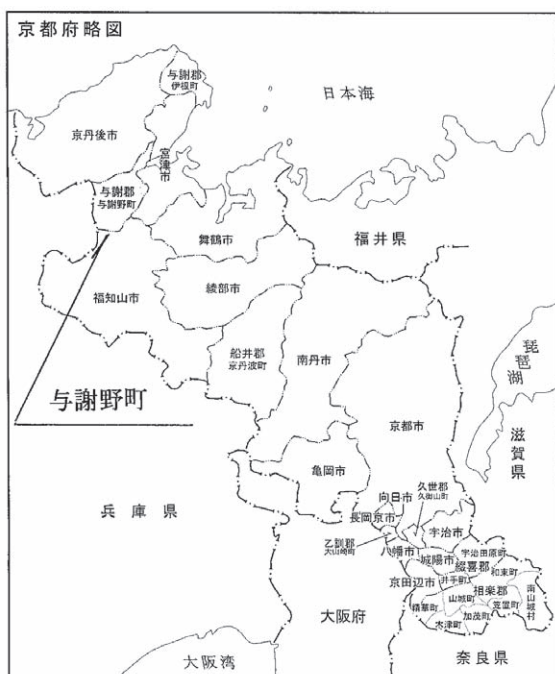 京都府略図
与謝郡
伊根町
日本海
京丹後市
宮津市
与謝郡
与謝野町
舞鶴市
福井県
綾部市
福知山市
船井郡
京丹波町
南丹市
琵琶湖
与謝野町
京都市
滋賀県
亀岡市
兵庫県
向日市
久世郡
久御山町
長岡京市
宇治市
乙訓郡
大山崎町
八幡市
城陽市
宇治田原町
綴喜郡
和束町
京田辺市
井手町
相楽郡
南山城村
精華町
山城町
笠置町
加茂町
木津町
大阪府
大阪湾
奈良県